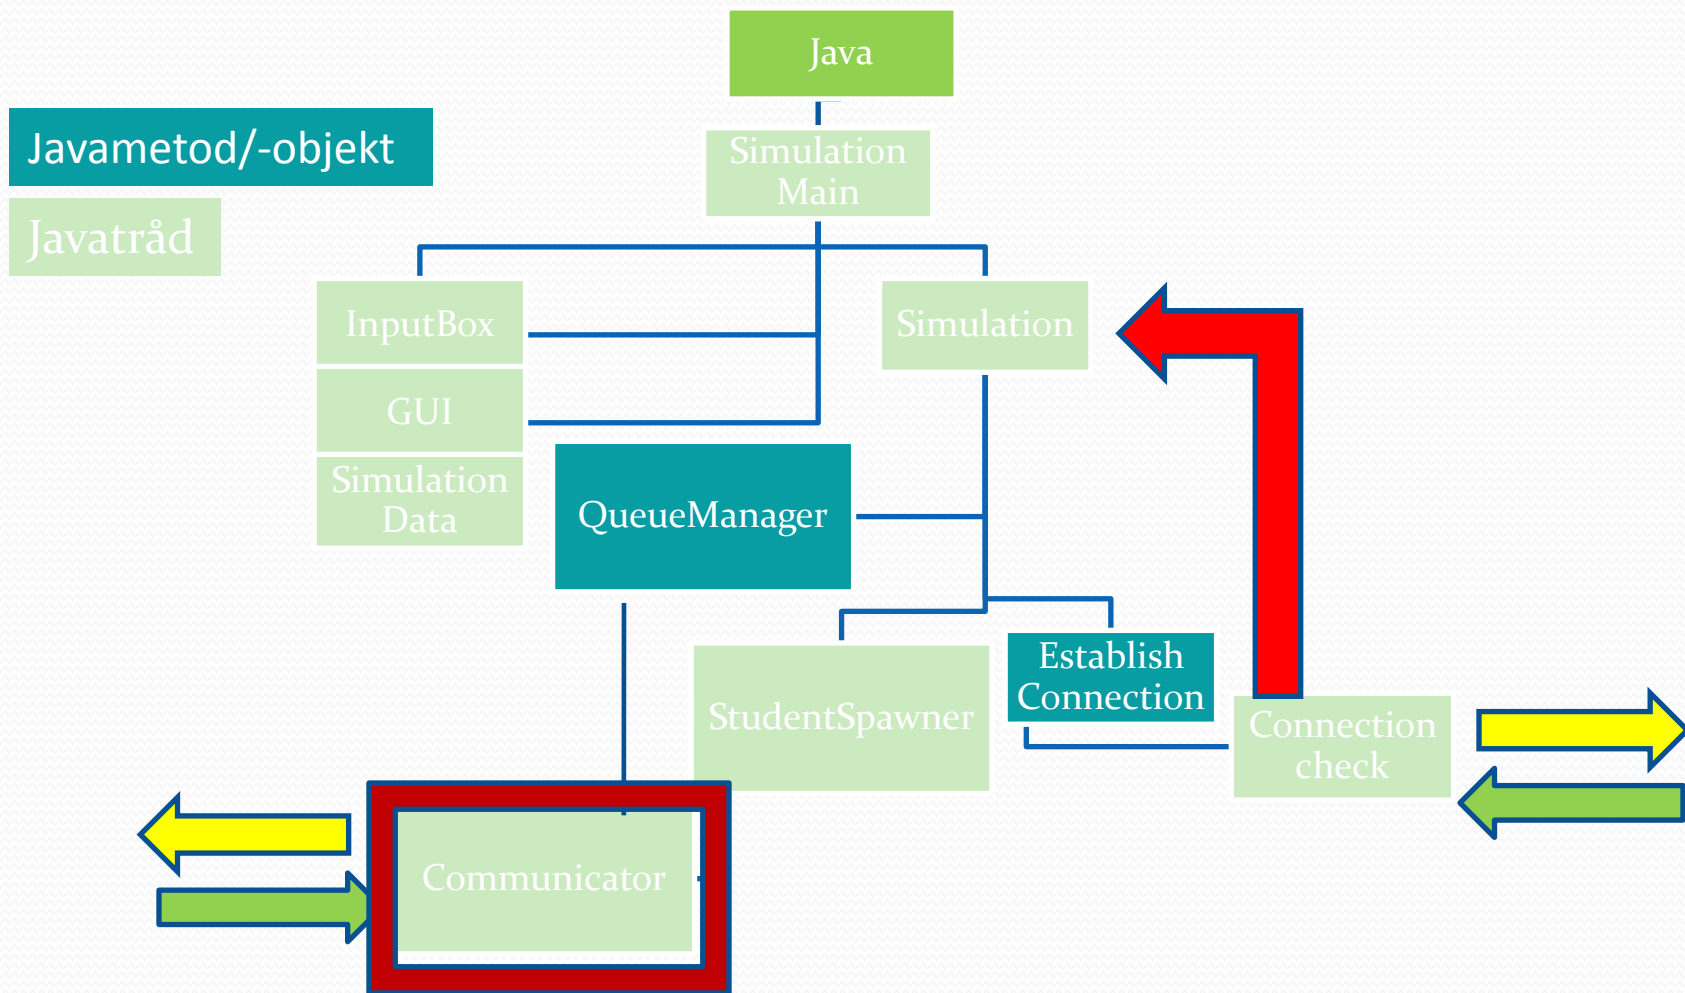 Java
Javametod/-objekt
Javatråd
Simulation
Main
InputBox
Simulation
GUI
Simulation
Data
QueueManager
StudentSpawner
Establish
Connection
Connection
check
Communicator